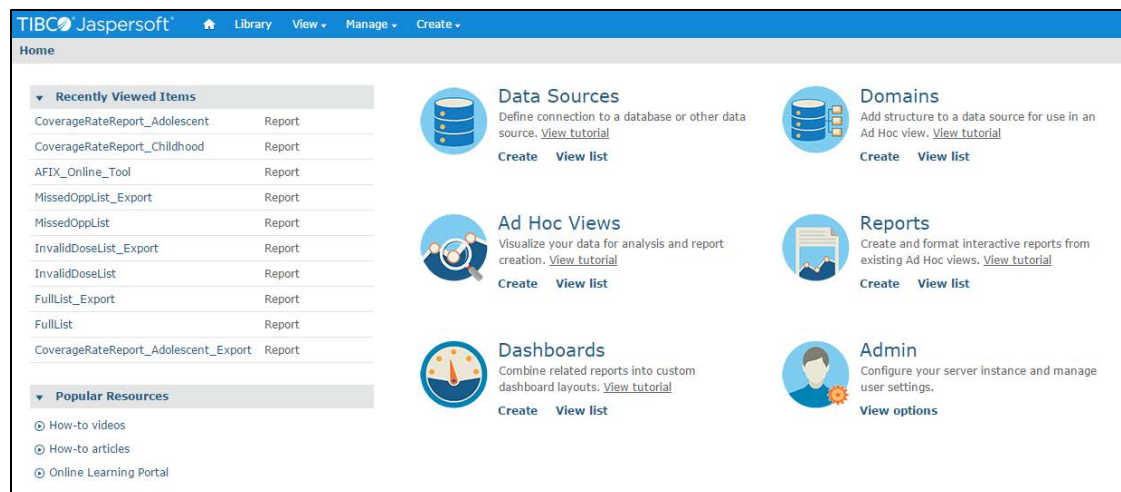 TIBCO Jaspersoft Library View Manage Create
Home
Recently Viewed Items
CoverageRateReport_Adolescent Report
CoverageRateReport_Childhood Report
AFIX_Online_Tool Report
MissedOppList_Export Report
MissedOppList Report
InvalidDoseList_Export Report
InvalidDoseList Report
FullList_Export Report
FullList Report
CoverageRateReport_Adolescent_Export Report
Popular Resources
How-to videos
How-to articles
Online Learning Portal
Data Sources
Define connection to a database or other data
source. View tutorial
Create View list
Domains
Add structure to a data source for use in an
Ad Hoc view. View tutorial
Create View list
Ad Hoc Views
Visualize your data for analysis and report
creation. View tutorial
Create View list
Reports
Create and format interactive reports from
existing Ad Hoc views. View tutorial
Create View list
Dashboards
Combine related reports into custom
dashboard layouts. View tutorial
Create View list
Admin
Configure your server instance and manage
user settings.
View options